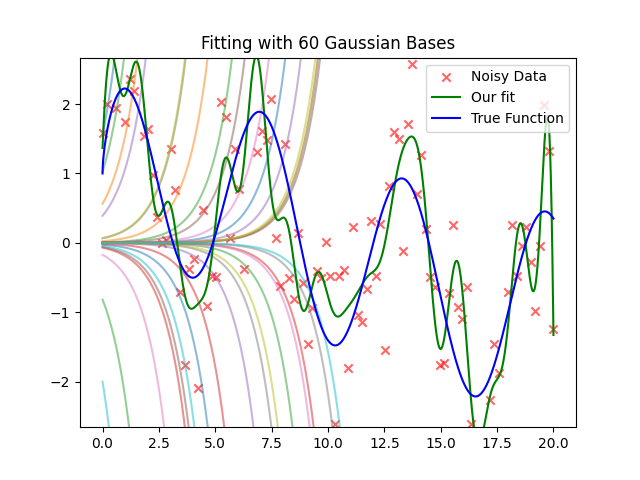 Fitting with 60 Gaussian Bases
Noisy Data
Our fit
True Function
2
1
0
−1
−2
0.0 2.5 5.0 7.5 10.0 12.5 15.0 17.5 20.0